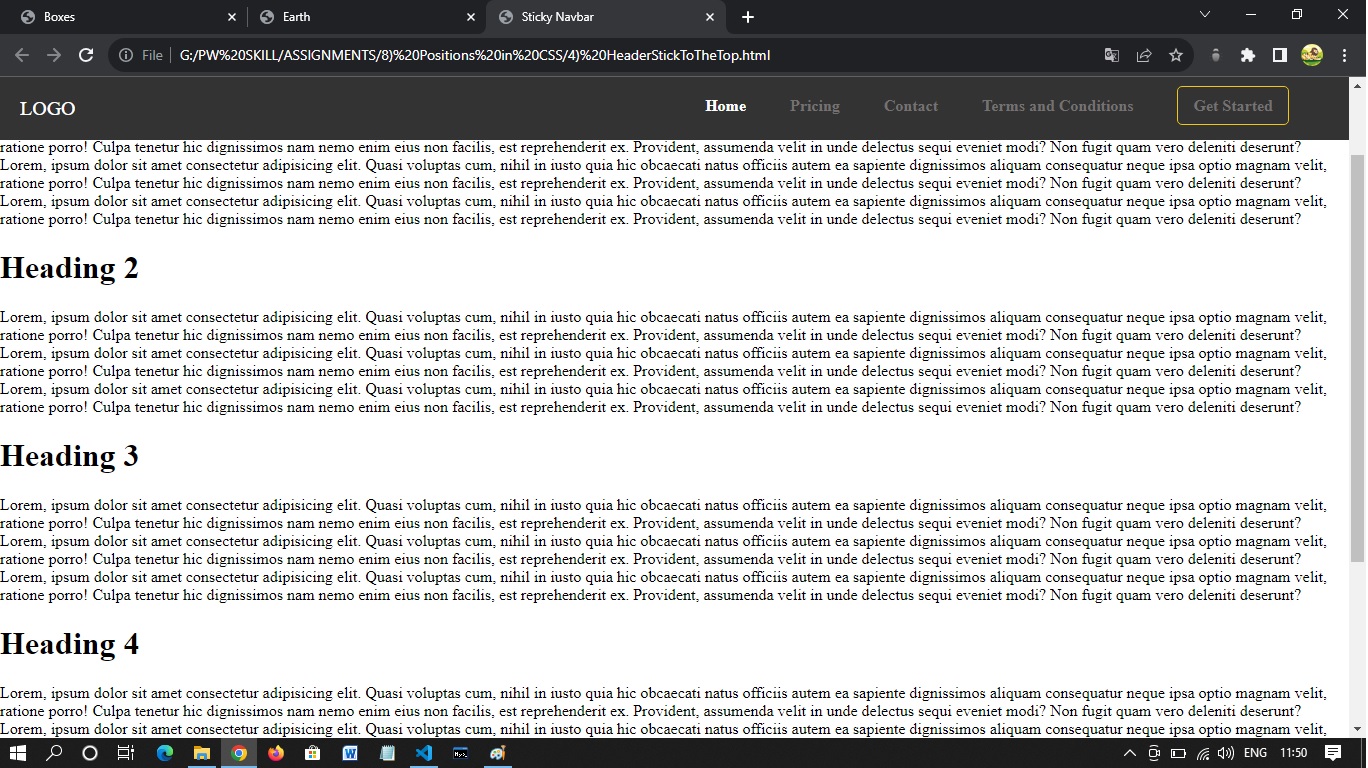 Boxes
Earth
Sticky Navbar
File
G:/PW%20SKILL/ASSIGNMENTS/8)%20Positions%20in%20CSS/4)%20HeaderStickToTheTop.html
LOGO
Home
Pricing
Contact
Terms and Conditions
Get Started
ratione porro! Culpa tenetur hic dignissimos nam nemo enim eius non facilis, est reprehenderit ex. Provident, assumenda velit in unde delectus sequi eveniet modi? Non fugit quam vero deleniti deserunt?
Lorem, ipsum dolor sit amet consectetur adipisicing elit. Quasi voluptas cum, nihil in iusto quia hic obcaecati natus officiis autem ea sapiente dignissimos aliquam consequatur neque ipsa optio magnam velit,
ratione porro! Culpa tenetur hic dignissimos nam nemo enim eius non facilis, est reprehenderit ex. Provident, assumenda velit in unde delectus sequi eveniet modi? Non fugit quam vero deleniti deserunt?
Lorem, ipsum dolor sit amet consectetur adipisicing elit. Quasi voluptas cum, nihil in iusto quia hic obcaecati natus officiis autem ea sapiente dignissimos aliquam consequatur neque ipsa optio magnam velit,
ratione porro! Culpa tenetur hic dignissimos nam nemo enim eius non facilis, est reprehenderit ex. Provident, assumenda velit in unde delectus sequi eveniet modi? Non fugit quam vero deleniti deserunt?
Heading 2
Lorem, ipsum dolor sit amet consectetur adipisicing elit. Quasi voluptas cum, nihil in iusto quia hic obcaecati natus officiis autem ea sapiente dignissimos aliquam consequatur neque ipsa optio magnam velit,
ratione porro! Culpa tenetur hic dignissimos nam nemo enim eius non facilis, est reprehenderit ex. Provident, assumenda velit in unde delectus sequi eveniet modi? Non fugit quam vero deleniti deserunt?
Lorem, ipsum dolor sit amet consectetur adipisicing elit. Quasi voluptas cum, nihil in iusto quia hic obcaecati natus officiis autem ea sapiente dignissimos aliquam consequatur neque ipsa optio magnam velit,
ratione porro! Culpa tenetur hic dignissimos nam nemo enim eius non facilis, est reprehenderit ex. Provident, assumenda velit in unde delectus sequi eveniet modi? Non fugit quam vero deleniti deserunt?
Lorem, ipsum dolor sit amet consectetur adipisicing elit. Quasi voluptas cum, nihil in iusto quia hic obcaecati natus officiis autem ea sapiente dignissimos aliquam consequatur neque ipsa optio magnam velit,
ratione porro! Culpa tenetur hic dignissimos nam nemo enim eius non facilis, est reprehenderit ex. Provident, assumenda velit in unde delectus sequi eveniet modi? Non fugit quam vero deleniti deserunt?
Heading 3
Lorem, ipsum dolor sit amet consectetur adipisicing elit. Quasi voluptas cum, nihil in iusto quia hic obcaecati natus officiis autem ea sapiente dignissimos aliquam consequatur neque ipsa optio magnam velit,
ratione porro! Culpa tenetur hic dignissimos nam nemo enim eius non facilis, est reprehenderit ex. Provident, assumenda velit in unde delectus sequi eveniet modi? Non fugit quam vero deleniti deserunt?
Lorem, ipsum dolor sit amet consectetur adipisicing elit. Quasi voluptas cum, nihil in iusto quia hic obcaecati natus officiis autem ea sapiente dignissimos aliquam consequatur neque ipsa optio magnam velit,
ratione porro! Culpa tenetur hic dignissimos nam nemo enim eius non facilis, est reprehenderit ex. Provident, assumenda velit in unde delectus sequi eveniet modi? Non fugit quam vero deleniti deserunt?
Lorem, ipsum dolor sit amet consectetur adipisicing elit. Quasi voluptas cum, nihil in iusto quia hic obcaecati natus officiis autem ea sapiente dignissimos aliquam consequatur neque ipsa optio magnam velit,
ratione porro! Culpa tenetur hic dignissimos nam nemo enim eius non facilis, est reprehenderit ex. Provident, assumenda velit in unde delectus sequi eveniet modi? Non fugit quam vero deleniti deserunt?
Heading 4
Lorem, ipsum dolor sit amet consectetur adipisicing elit. Quasi voluptas cum, nihil in iusto quia hic obcaecati natus officiis autem ea sapiente dignissimos aliquam consequatur neque ipsa optio magnam velit,
ratione porro! Culpa tenetur hic dignissimos nam nemo enim eius non facilis, est reprehenderit ex. Provident, assumenda velit in unde delectus sequi eveniet modi? Non fugit quam vero deleniti deserunt?
Lorem, ipsum dolor sit amet consectetur adipisicing elit. Quasi voluptas cum, nihil in iusto quia hic obcaecati natus officiis autem ea sapiente dignissimos aliquam consequatur neque ipsa optio magnam velit,
ENG
11:50